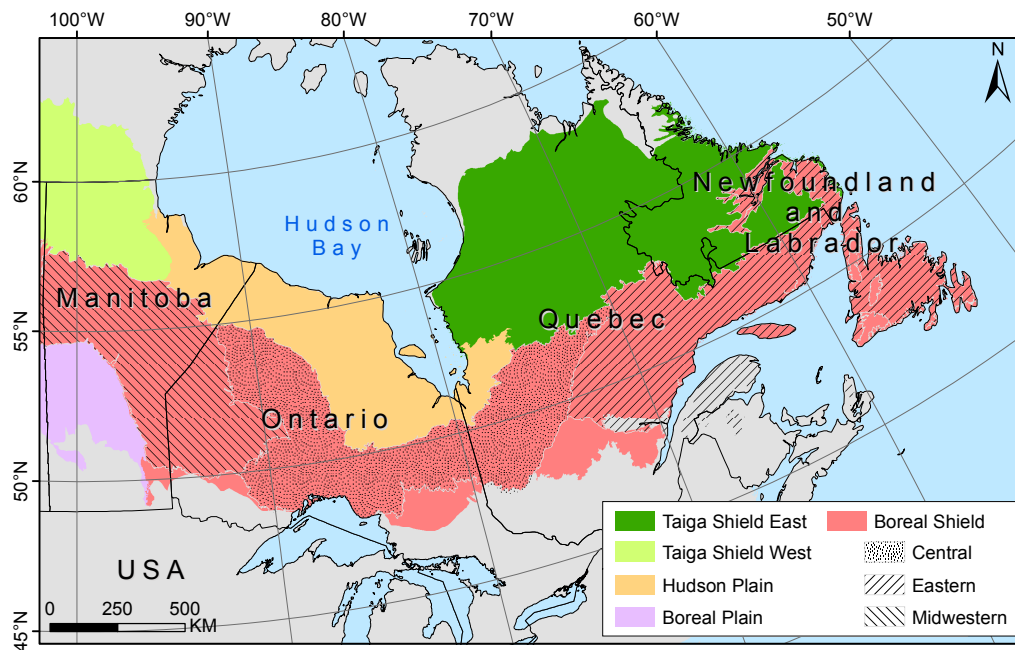 100°W 90°W 80°W 70°W 60°W 50°W
N
60°N
55°N
50°N
45°N
Hudson
Bay
Newfoundland
and
Labrador
Manitoba
Quebec
Ontario
USA
0 250 500
KM
Taiga Shield East
Taiga Shield West
Hudson Plain
Boreal Plain
Boreal Shield
Central
Eastern
Midwestern